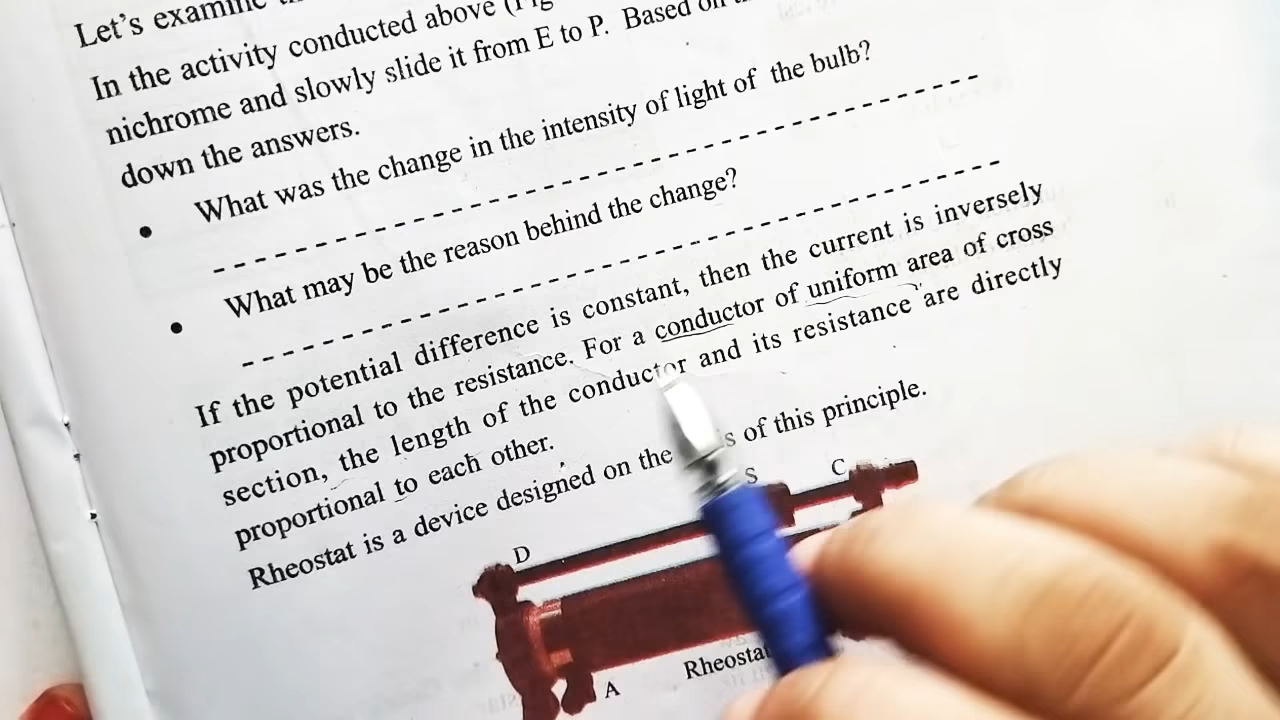 Let's examine
In the activity conducted above (Fig
nichrome and slowly slide it from E to P. Based on
down the answers.
• What was the change in the intensity of light of the bulb?
• What may be the reason behind the change?
If the potential difference is constant, then the current is inversely
proportional to the resistance. For a conductor of uniform area of cross
section, the length of the conductor and its resistance are directly
proportional to each other.
Rheostat is a device designed on the s of this principle.
S
C
D
A
Rheostat